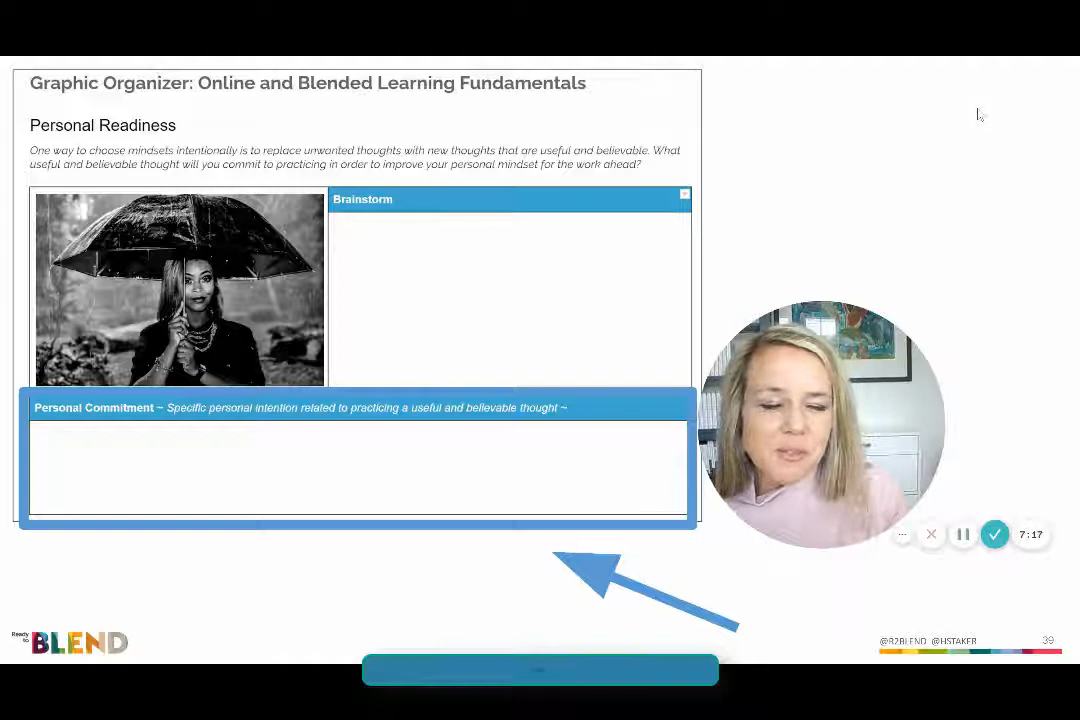 Graphic Organizer: Online and Blended Learning Fundamentals
Personal Readiness
One way to choose mindsets intentionally is to replace unwanted thoughts with new thoughts that are useful and believable. What
useful and believable thought will you commit to practicing in order to improve your personal mindset for the work ahead?
Brainstorm
Personal Commitment ~ Specific personal intention related to practicing a useful and believable thought ~
7:17
Ready
to
BLEND
@R2BLEND @HSTAKER
39